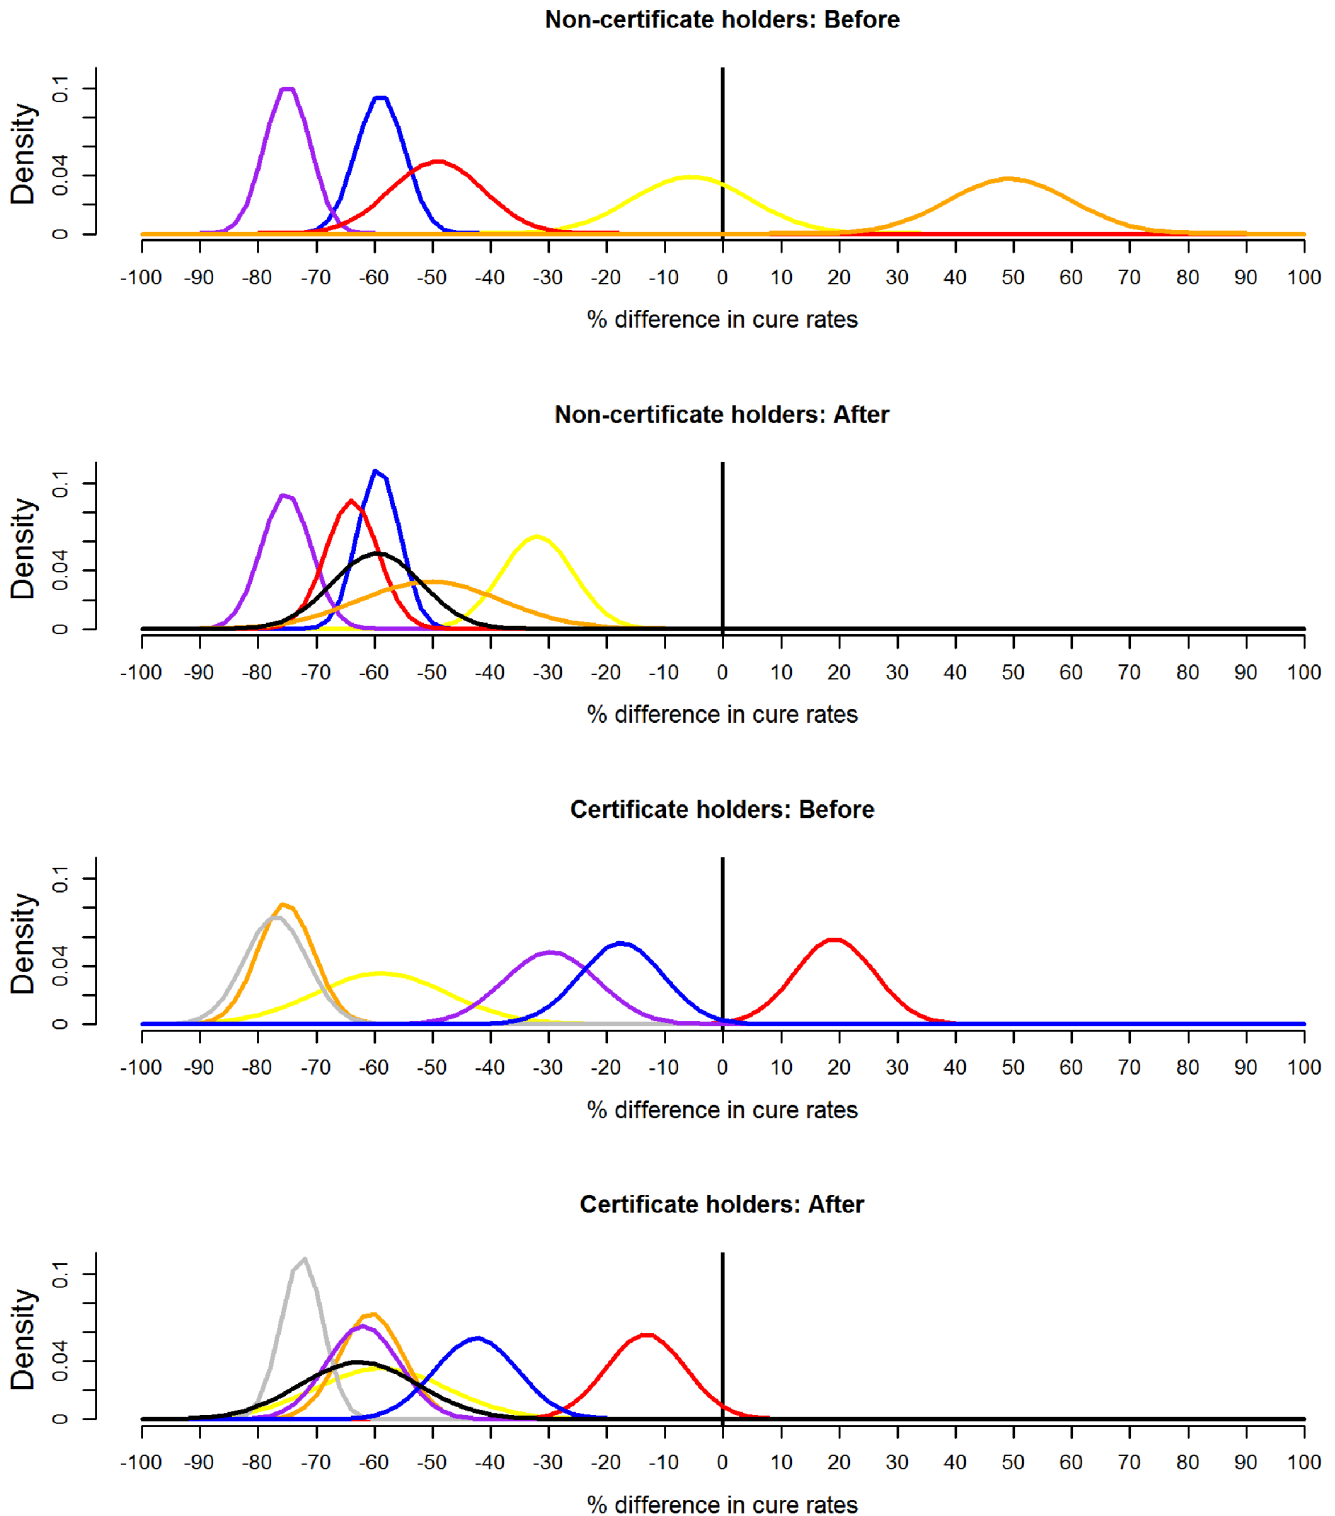 Non-certificate holders: Before
Density
0 0.04 0.1
-100 -90 -80 -70 -60 -50 -40 -30 -20 -10 0 10 20 30 40 50 60 70 80 90 100
% difference in cure rates
Non-certificate holders: After
Density
0 0.04 0.1
-100 -90 -80 -70 -60 -50 -40 -30 -20 -10 0 10 20 30 40 50 60 70 80 90 100
% difference in cure rates
Certificate holders: Before
Density
0 0.04 0.1
-100 -90 -80 -70 -60 -50 -40 -30 -20 -10 0 10 20 30 40 50 60 70 80 90 100
% difference in cure rates
Certificate holders: After
Density
0 0.04 0.1
-100 -90 -80 -70 -60 -50 -40 -30 -20 -10 0 10 20 30 40 50 60 70 80 90 100
% difference in cure rates